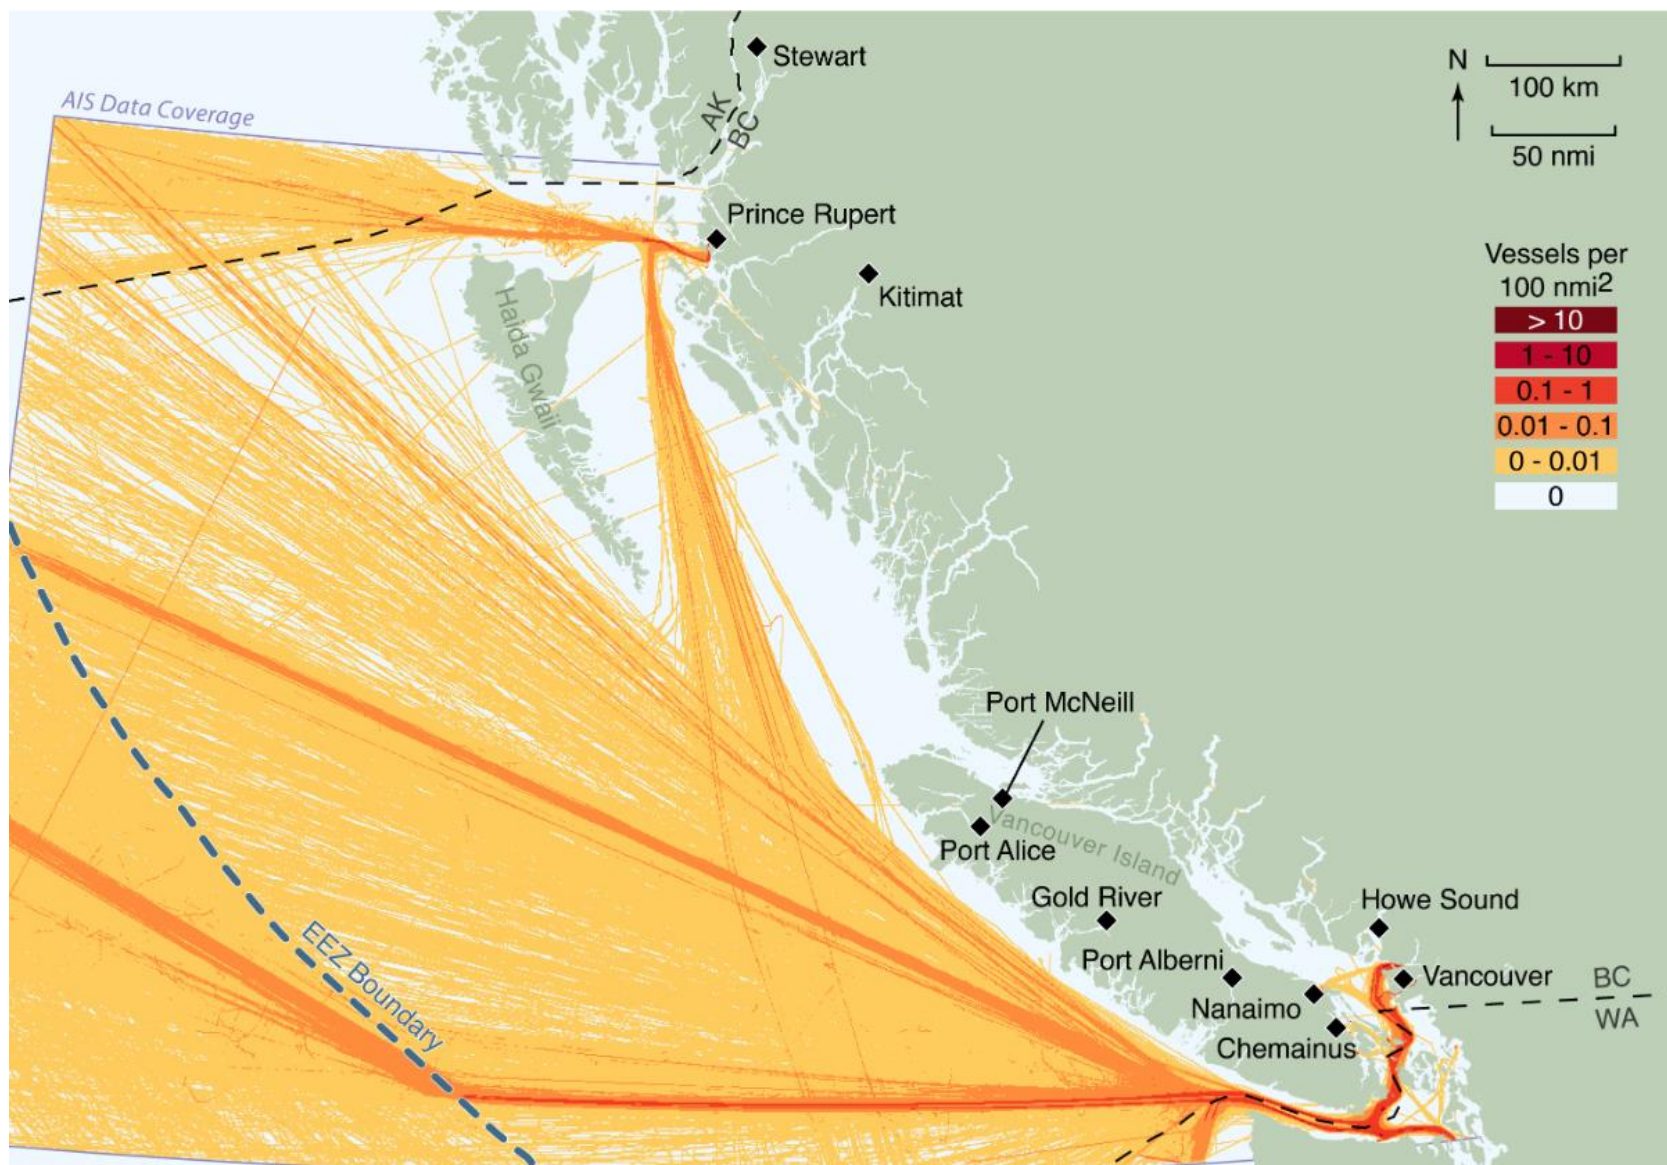 AIS Data Coverage
Stewart
AK
BC
N
100 km
50 nmi
Prince Rupert
Kitimat
Haida Gwaii
Vessels per
100 nmi2
> 10
1 - 10
0.1 - 1
0.01 - 0.1
0 - 0.01
0
Port McNeill
Vancouver Island
Port Alice
Gold River
Howe Sound
Port Alberni
Vancouver
BC
WA
Nanaimo
Chemainus
EEZ Boundary